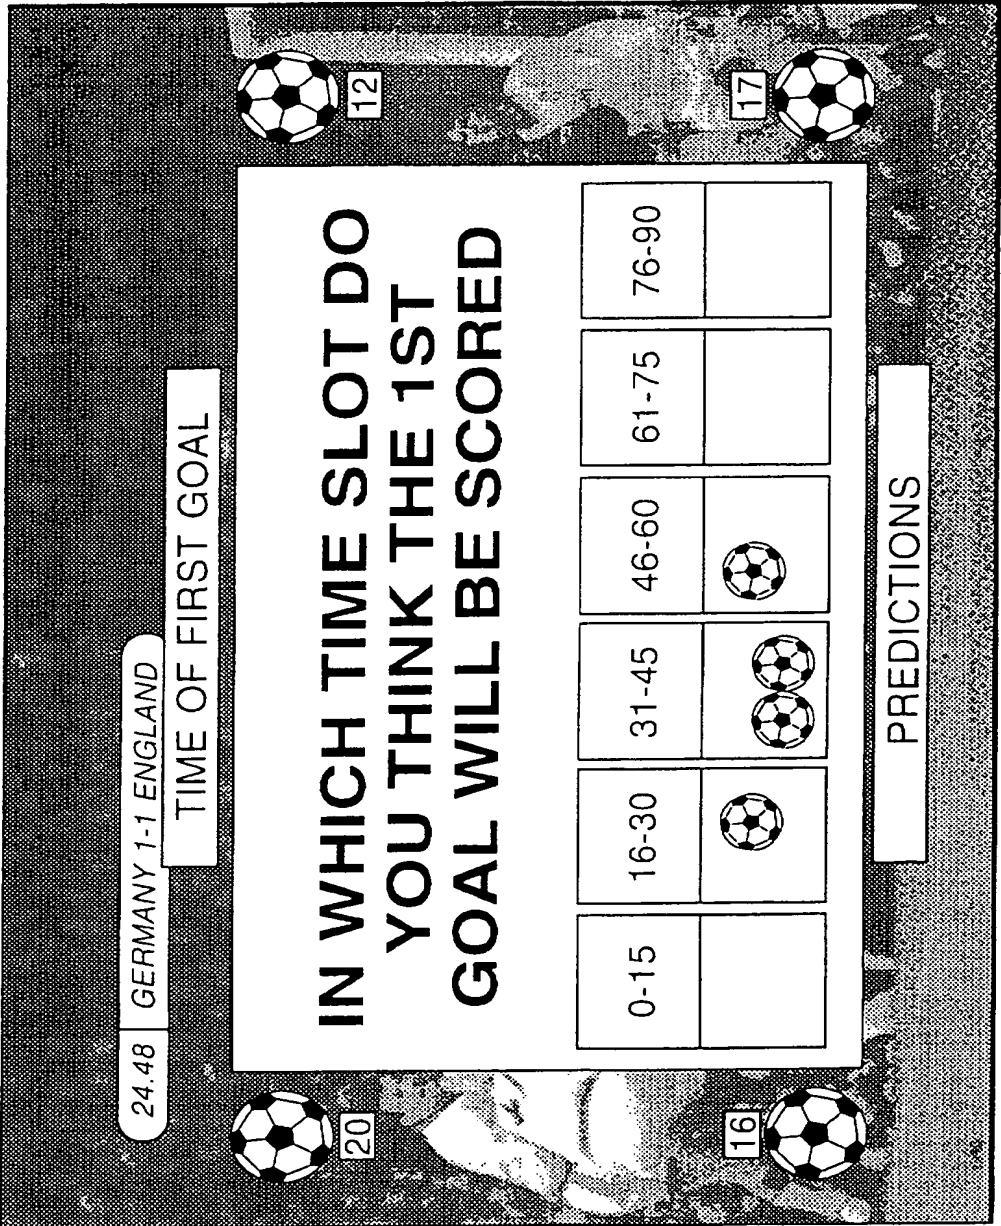 24.48 GERMANY 1-1 ENGLAND
TIME OF FIRST GOAL
20
12
IN WHICH TIME SLOT DO
YOU THINK THE 1ST
GOAL WILL BE SCORED
0-15 16-30 31-45 46-60 61-75 76-90
16
17
PREDICTIONS